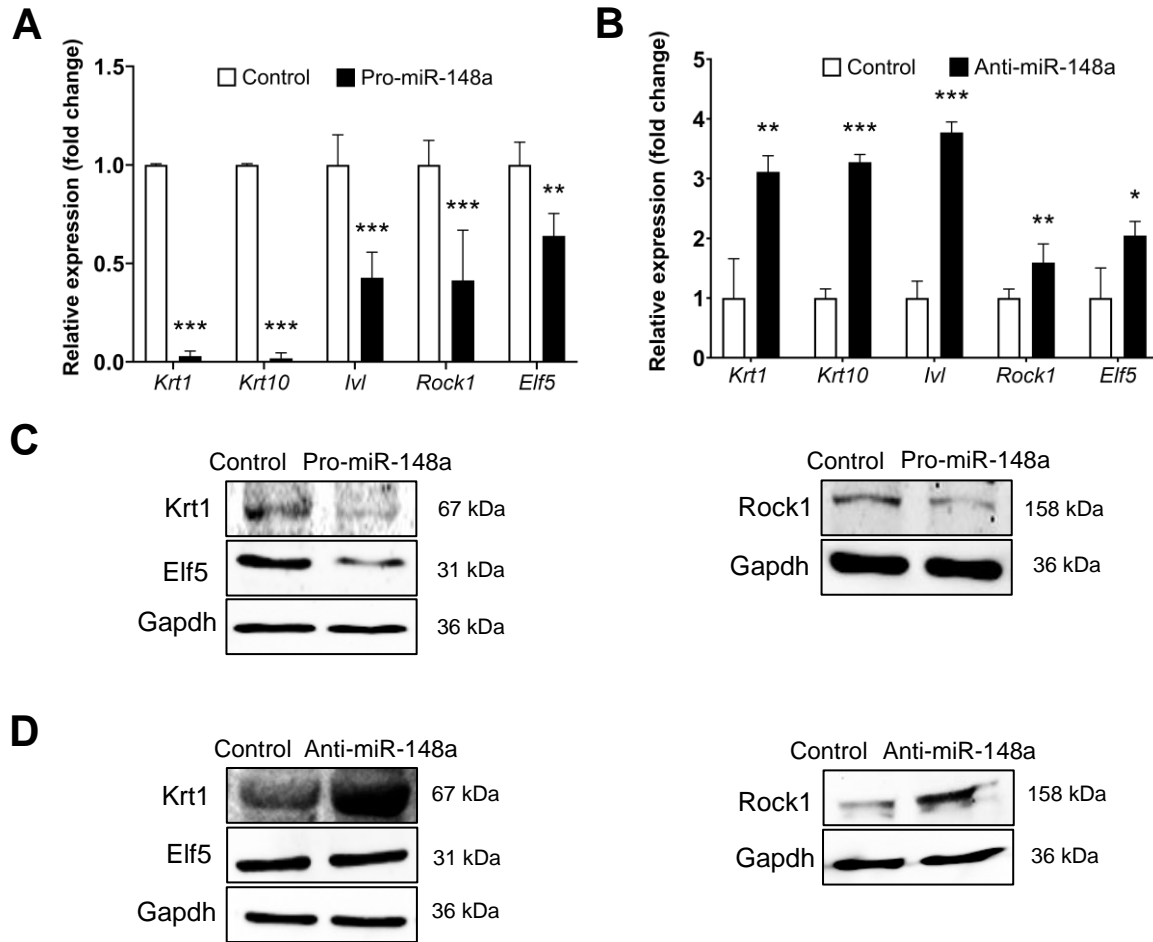 A
Relative expression (fold change)
1.5
1.0
0.5
0.0
Control Pro-miR-148a
***
***
***
***
**
Krt1 Krt10 Ivl Rock1 Elf5
B
Relative expression (fold change)
5
4
3
2
1
0
Control Anti-miR-148a
**
***
***
**
*
Krt1 Krt10 Ivl Rock1 Elf5
C
Control Pro-miR-148a
Krt1 67 kDa
Elf5 31 kDa
Gapdh 36 kDa
Control Pro-miR-148a
Rock1 158 kDa
Gapdh 36 kDa
D
Control Anti-miR-148a
Krt1 67 kDa
Elf5 31 kDa
Gapdh 36 kDa
Control Anti-miR-148a
Rock1 158 kDa
Gapdh 36 kDa